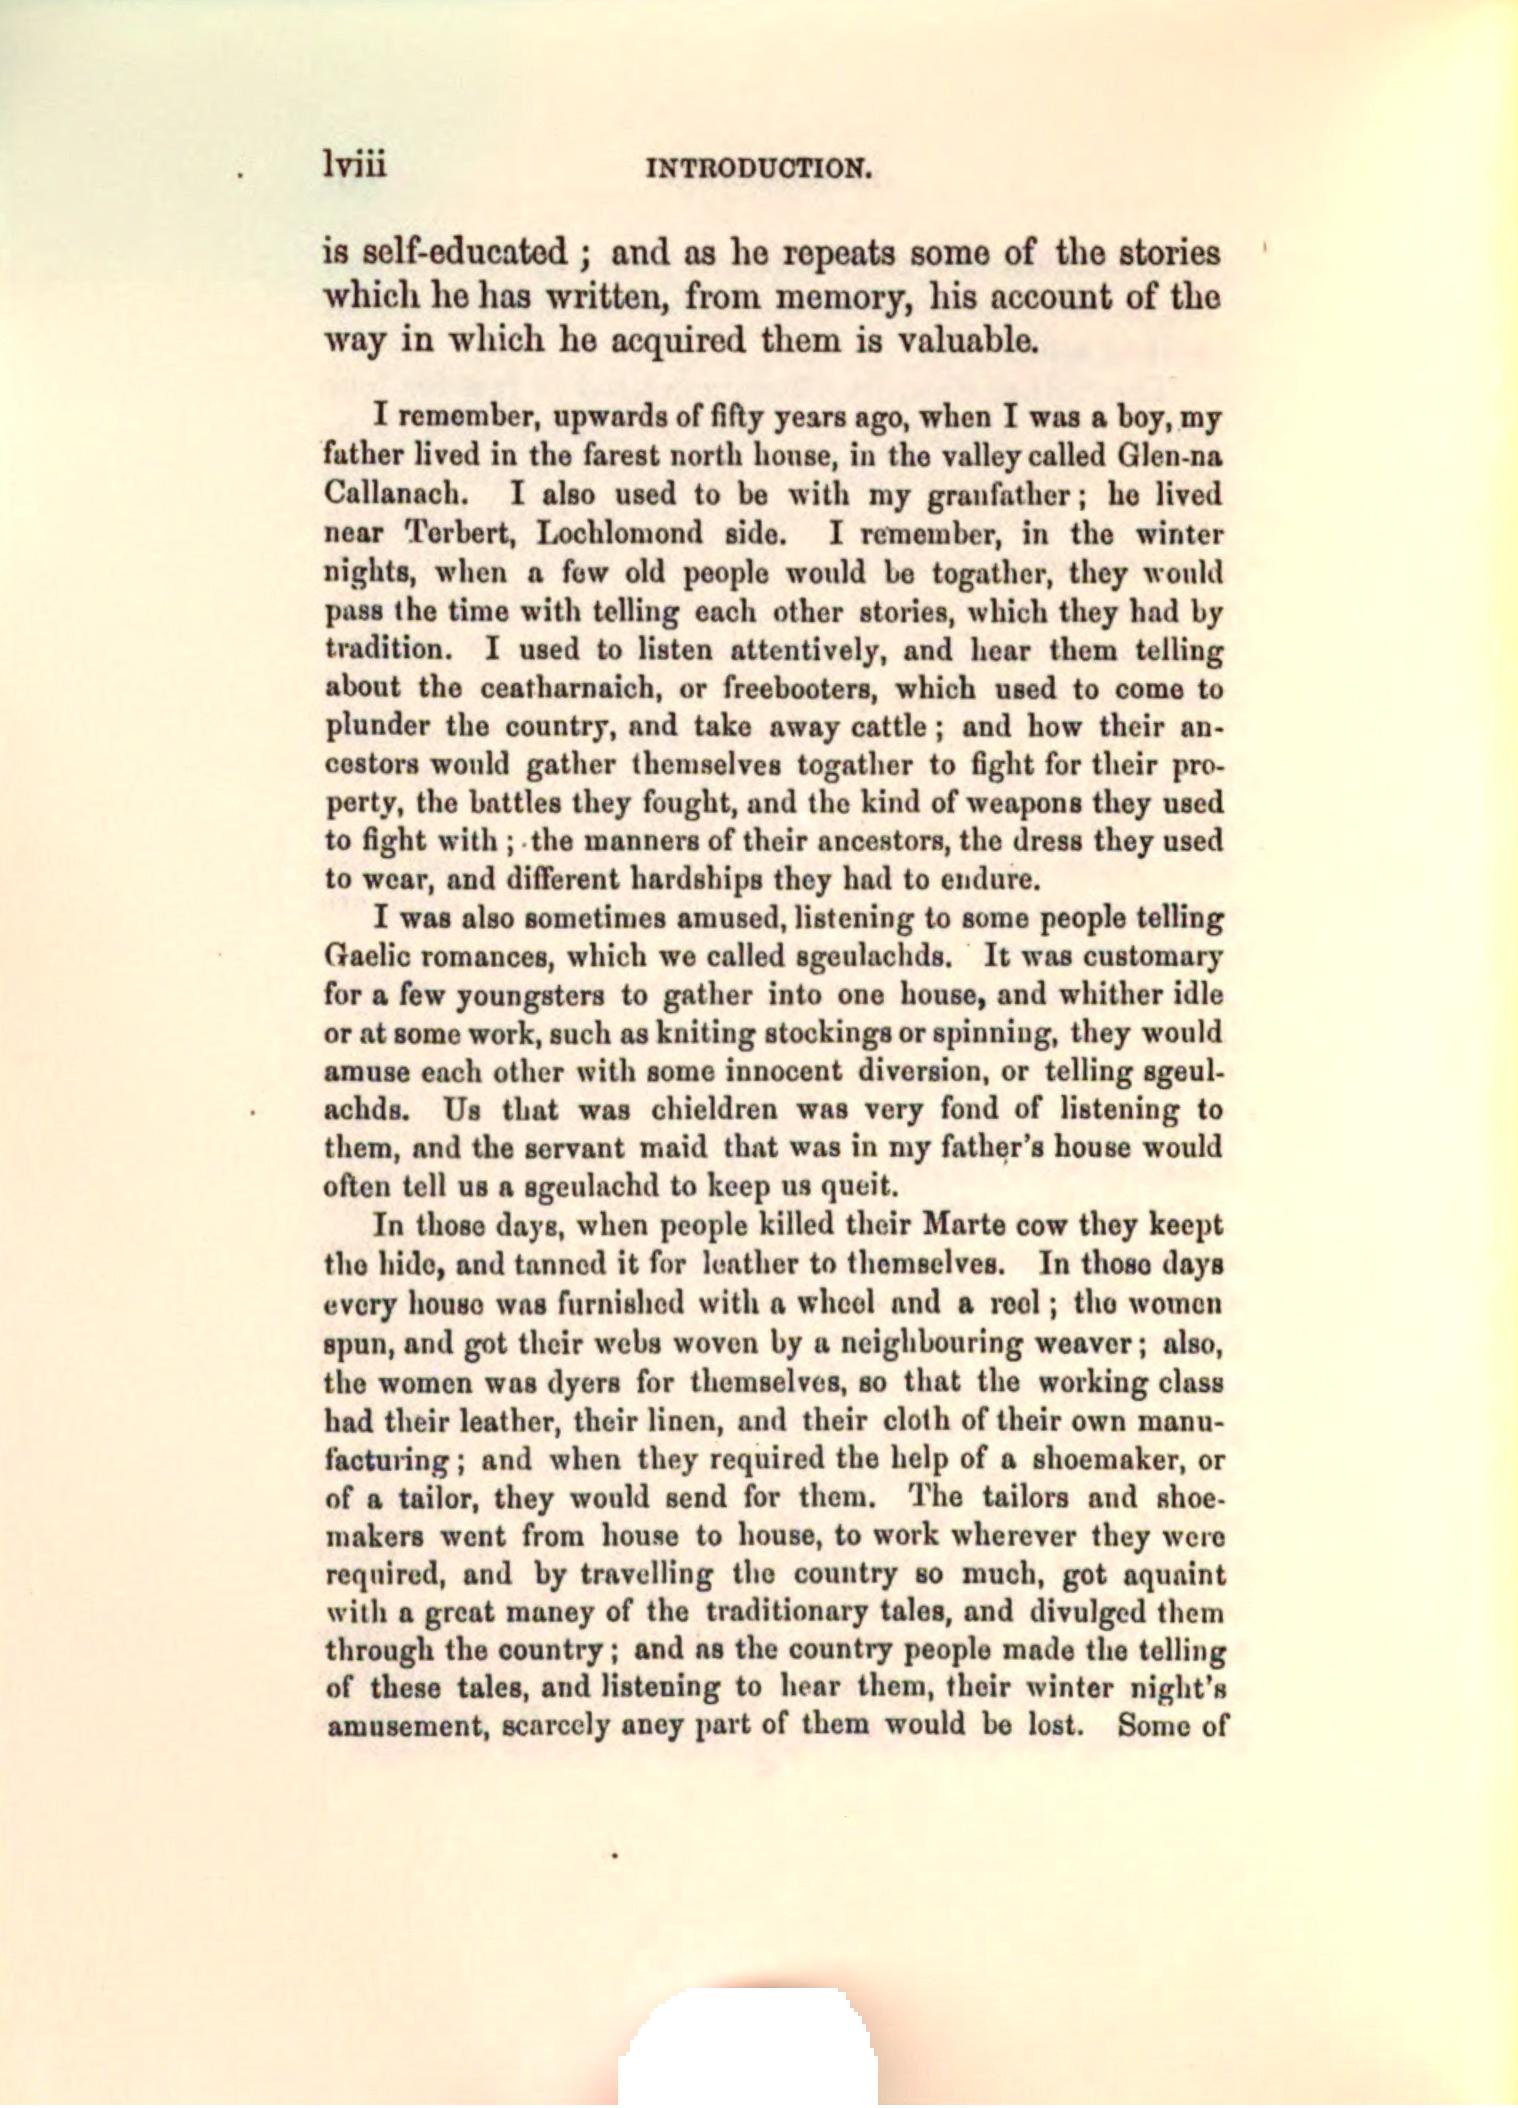 lviii INTRODUCTION.
is self-educated ; and as he repeats some of the stories
which he has written, from memory, his account of the
way in which he acquired them is valuable.
I remember, upwards of fifty years ago, when I was a boy, my
father lived in the farest north house, in the valley called Glen-na
Callanach. I also used to be with my granfather ; he lived
near Terbert, Lochlomond side. I remember, in the winter
nights, when a few old people would be togather, they would
pass the time with telling each other stories, which they had by
tradition. I used to listen attentively, and hear them telling
about the ceatharnaich, or freebooters, which used to come to
plunder the country, and take away cattle ; and how their an-
cestors would gather themselves togather to fight for their pro-
perty, the battles they fought, and the kind of weapons they used
to fight with ; the manners of their ancestors, the dress they used
to wear, and different hardships they had to endure.
I was also sometimes amused, listening to some people telling
Gaelic romances, which we called sgeulachds. It was customary
for a few youngsters to gather into one house, and whither idle
or at some work, such as kniting stockings or spinning, they would
amuse each other with some innocent diversion, or telling sgeul-
achds. Us that was chieldren was very fond of listening to
them, and the servant maid that was in my father's house would
often tell us a sgeulachd to keep us queit.
In those days, when people killed their Marte cow they keept
the hide, and tanned it for leather to themselves. In those days
every house was furnished with a wheel and a reel ; the women
spun, and got their webs woven by a neighbouring weaver ; also,
the women was dyers for themselves, so that the working class
had their leather, their linen, and their cloth of their own manu-
facturing ; and when they required the help of a shoemaker, or
of a tailor, they would send for them. The tailors and shoe-
makers went from house to house, to work wherever they were
required, and by travelling the country so much, got aquaint
with a great maney of the traditionary tales, and divulged them
through the country ; and as the country people made the telling
of these tales, and listening to hear them, their winter night's
amusement, scarcely aney part of them would be lost. Some of